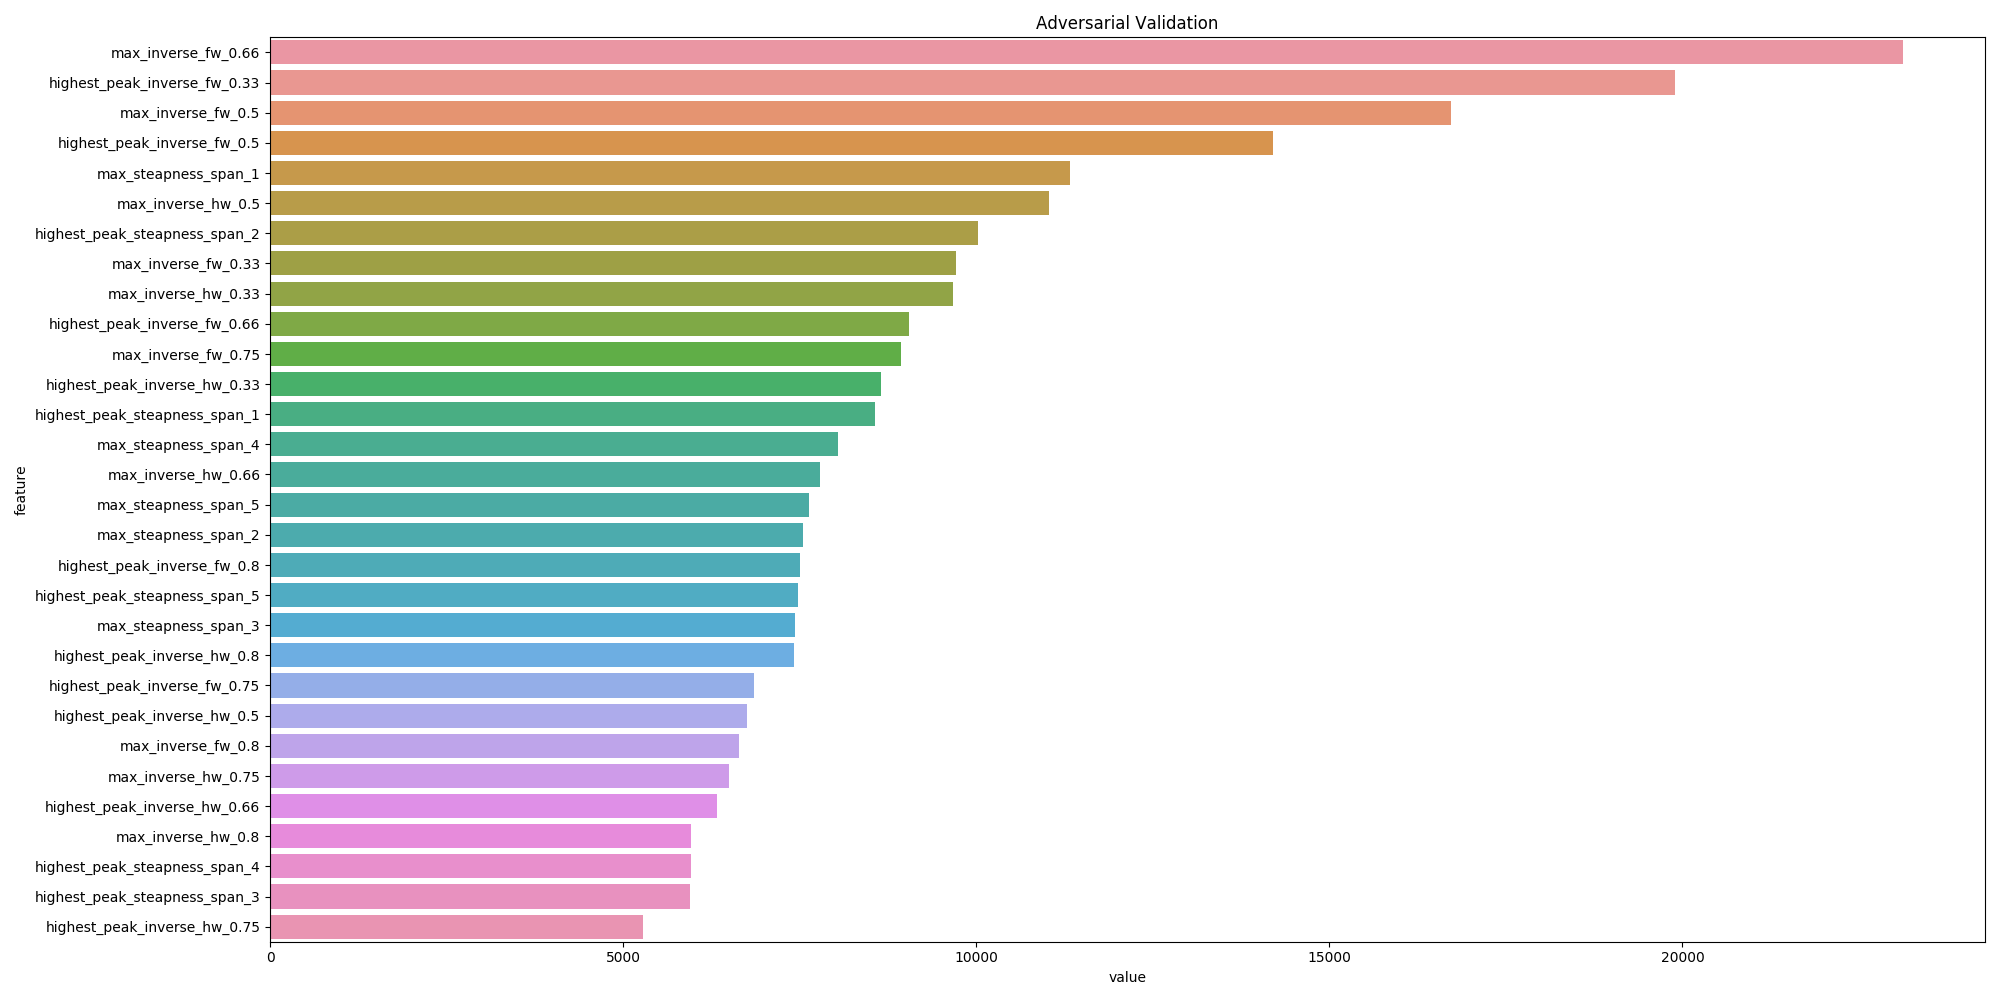 Adversarial Validation
max_inverse_fw_0.66
highest_peak_inverse_fw_0.33
max_inverse_fw_0.5
highest_peak_inverse_fw_0.5
max_steapness_span_1
max_inverse_hw_0.5
highest_peak_steapness_span_2
max_inverse_fw_0.33
max_inverse_hw_0.33
highest_peak_inverse_fw_0.66
max_inverse_fw_0.75
highest_peak_inverse_hw_0.33
highest_peak_steapness_span_1
max_steapness_span_4
max_inverse_hw_0.66
max_steapness_span_5
max_steapness_span_2
highest_peak_inverse_fw_0.8
highest_peak_steapness_span_5
max_steapness_span_3
highest_peak_inverse_hw_0.8
highest_peak_inverse_fw_0.75
highest_peak_inverse_hw_0.5
max_inverse_fw_0.8
max_inverse_hw_0.75
highest_peak_inverse_hw_0.66
max_inverse_hw_0.8
highest_peak_steapness_span_4
highest_peak_steapness_span_3
highest_peak_inverse_hw_0.75
feature
0 5000 10000 15000 20000
value